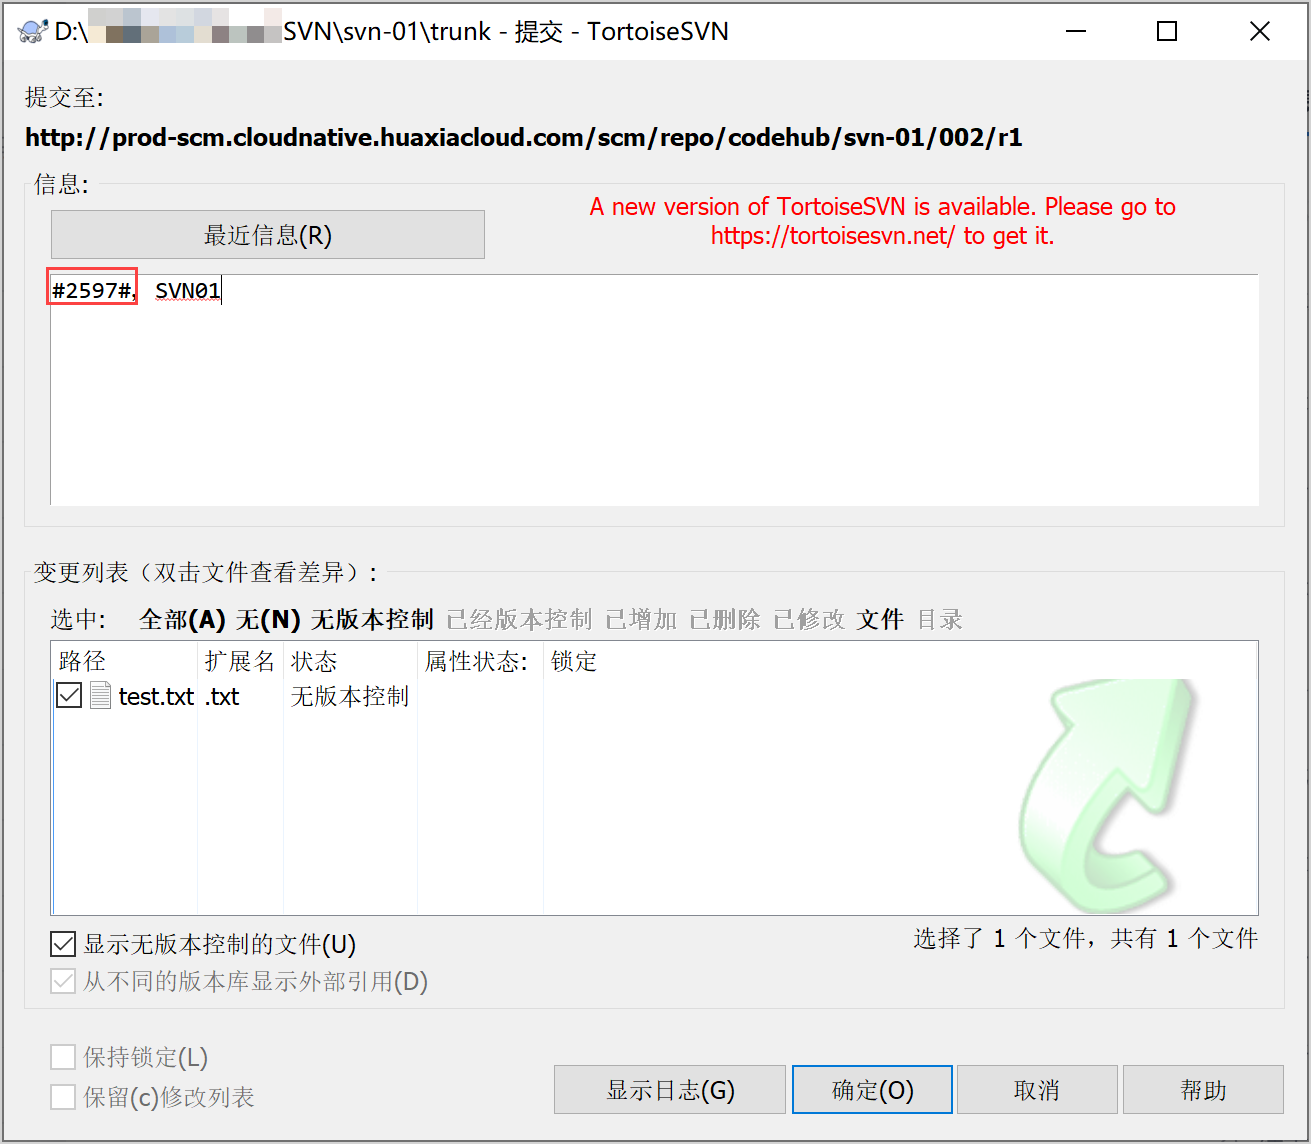 D:\ SVN\svn-01\trunk - 提交 - TortoiseSVN
提交至:
http://prod-scm.cloudnative.huaxiacloud.com/scm/repo/codehub/svn-01/002/r1
信息:
最近信息(R)
A new version of TortoiseSVN is available. Please go to
https://tortoisesvn.net/ to get it.
#2597#, SVN01
变更列表（双击文件查看差异）:
选中: 全部(A) 无(N) 无版本控制 已经版本控制 已增加 已删除 已修改 文件 目录
路径 扩展名 状态 属性状态: 锁定
test.txt .txt 无版本控制
显示无版本控制的文件(U)
选择了 1 个文件，共有 1 个文件
从不同的版本库显示外部引用(D)
保持锁定(L)
保留(c)修改列表
显示日志(G) 确定(O) 取消 帮助